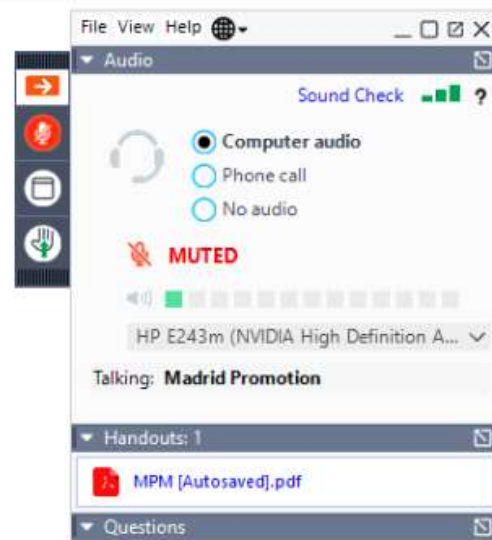 File View Help
Audio
Sound Check ?
Computer audio
Phone call
No audio
MUTED
HP E243m (NVIDIA High Definition A...
Talking: Madrid Promotion
Handouts: 1
MPM [Autosaved].pdf
Questions